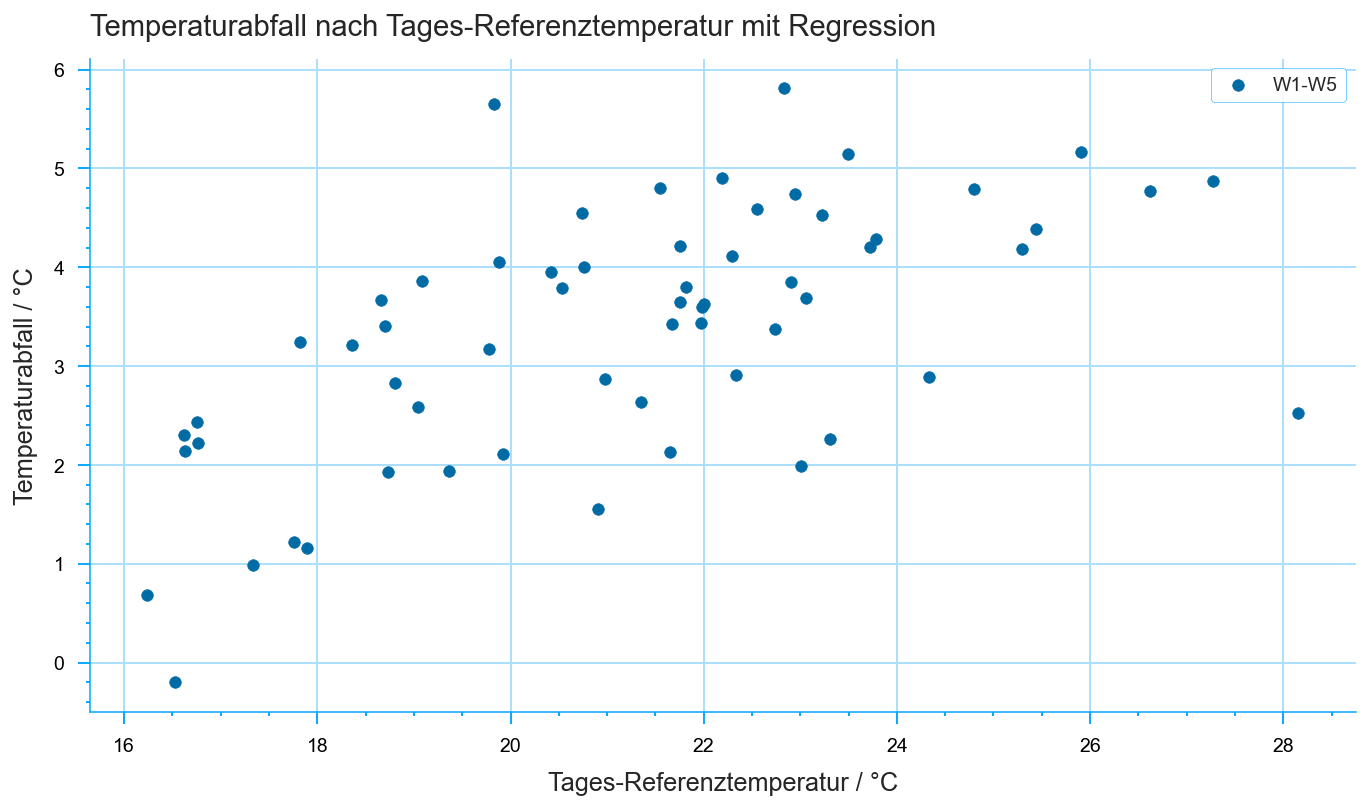 Temperaturabfall nach Tages-Referenztemperatur mit Regression
W1-W5
6
5
4
3
2
1
0
Temperaturabfall / °C
16 18 20 22 24 26 28
Tages-Referenztemperatur / °C